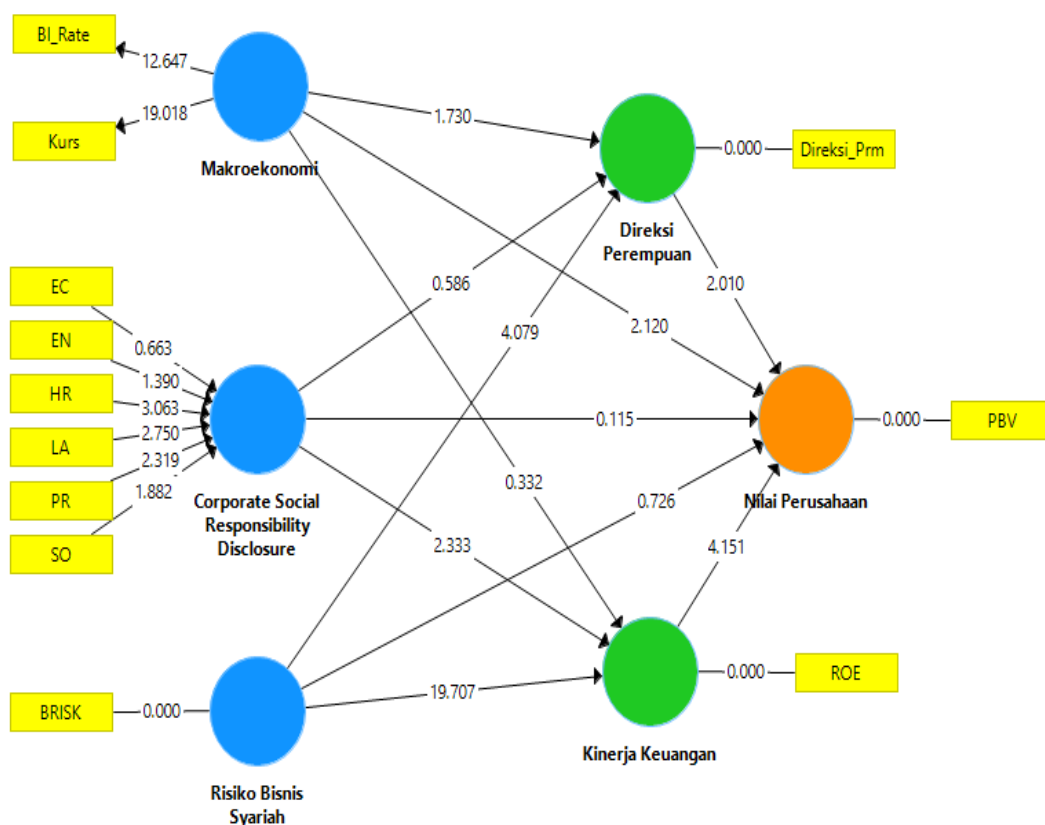 BI_Rate
12.647
19.018
Kurs
Makroekonomi
1.730
0.000
Direksi_Prm
Direksi
Perempuan
EC
0.663
EN
1.390
HR
3.063
LA
2.750
PR
2.319
SO
1.882
0.586
4.079
2.120
2.010
0.115
0.000
PBV
Corporate Social
Responsibility
Disclosure
0.332
0.726
Nilai Perusahaan
2.333
4.151
BRISK
0.000
19.707
0.000
ROE
Kinerja Keuangan
Risiko Bisnis
Syariah